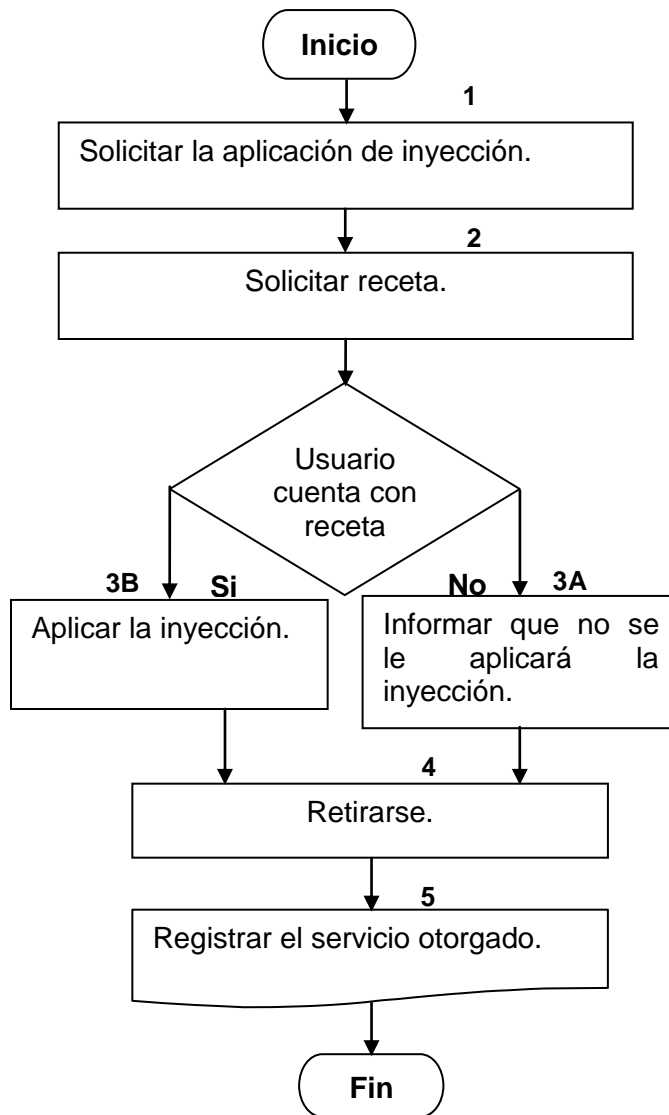 Inicio
1
Solicitar la aplicación de inyección.
2
Solicitar receta.
Usuario
cuenta con
receta
3B
Si
No
3A
Aplicar la inyección.
Informar que no se
le aplicará la
inyección.
4
Retirarse.
5
Registrar el servicio otorgado.
Fin